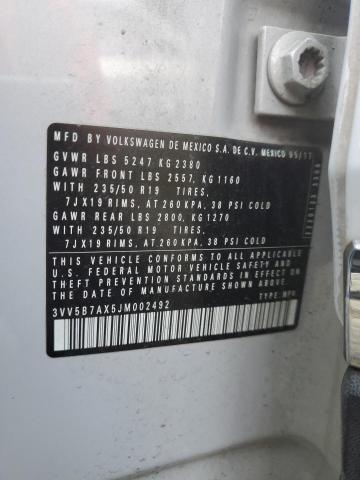 MFD BY VOLKSWAGEN DE MEXICO S.A. DE C.V. MEXICO 05/17
GVWR LBS 5247 KG 2380
GAWR FRONT LBS 2557, KG 1160
WITH 235/50 R19 TIRES,
7JX19 RIMS, AT 260 KPA, 38 PSI COLD
GAWR REAR LBS 2800, KG 1270
WITH 235/50 R19 TIRES,
7JX19 RIMS, AT 260 KPA, 38 PSI COLD
THIS VEHICLE CONFORMS TO ALL APPLICABLE
U.S. FEDERAL MOTOR VEHICLE SAFETY AND
THEFT PREVENTION STANDARDS IN EFFECT
ON THE DATE OF MANUFACTURE SHOWN ABOVE.
3VV5B7AX5JM002492 TYPE: MPV